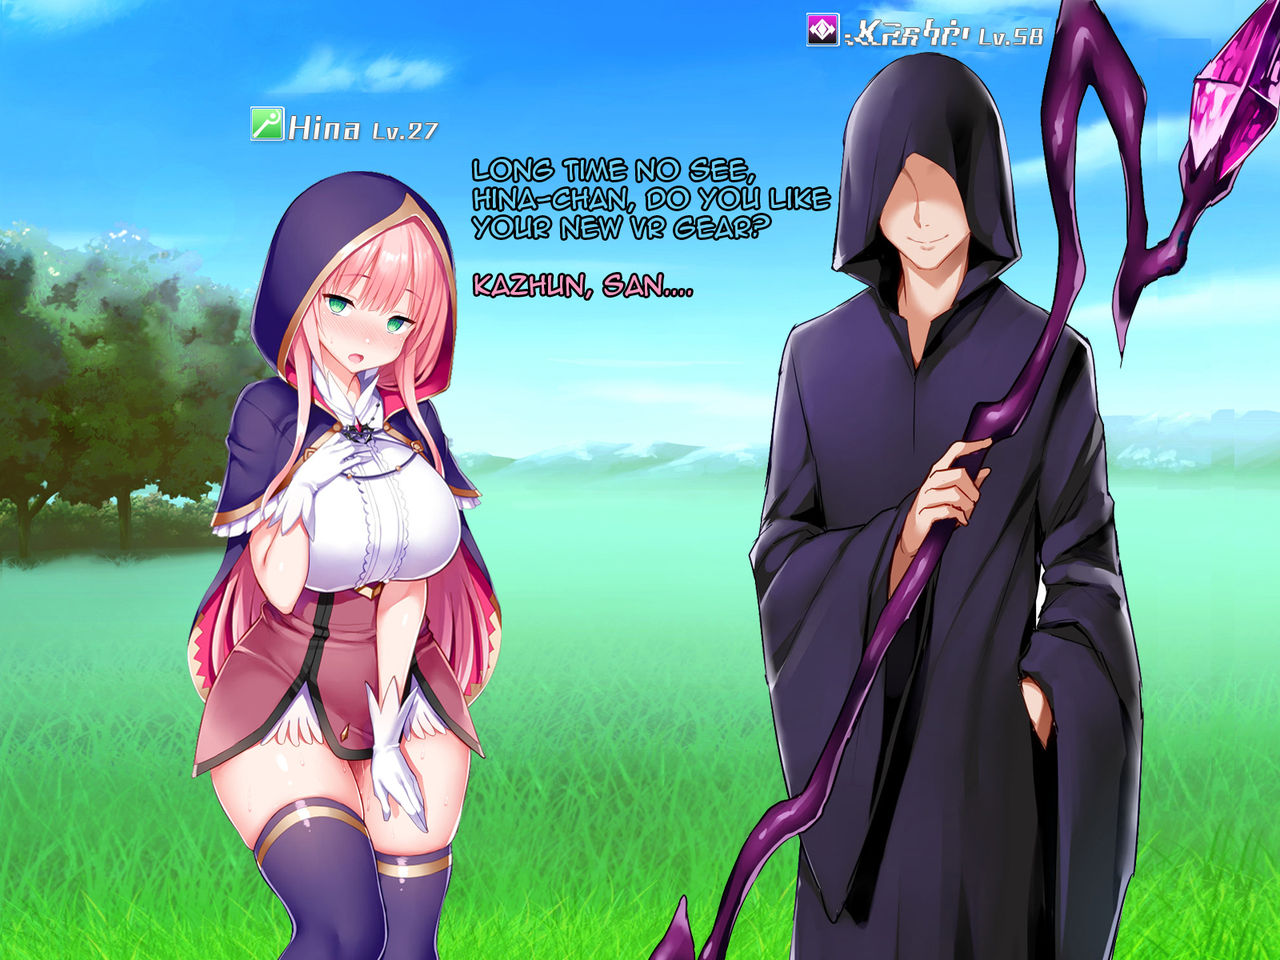 Lv.58
Hina Lv.27
LONG TIME NO SEE,
HINA-CHAN, DO YOU LIKE
YOUR NEW VR GEAR?
KAZHUN, SAN....